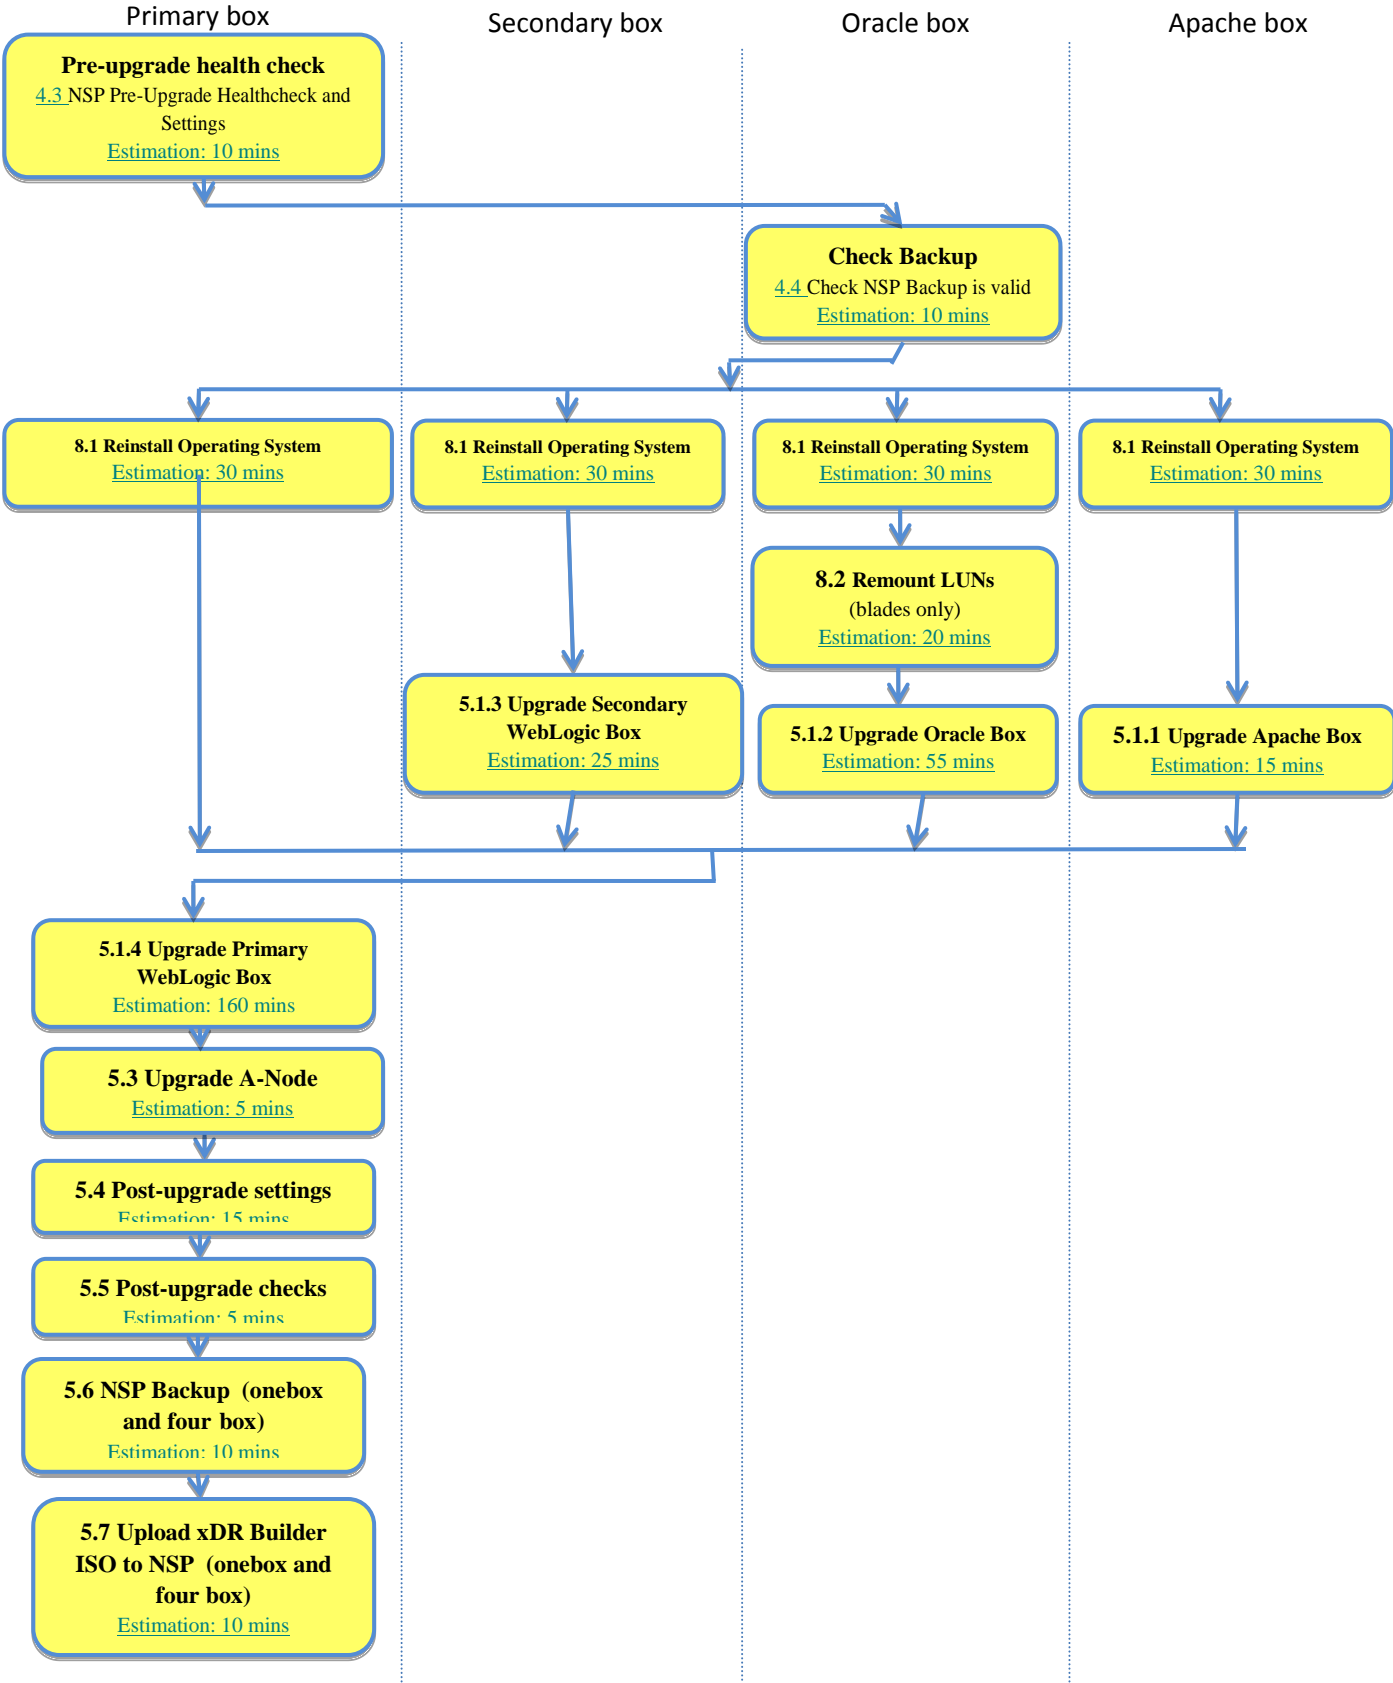 Primary box
Secondary box
Oracle box
Apache box
Pre-upgrade health check
4.3 NSP Pre-Upgrade Healthcheck and
Settings
Estimation: 10 mins
Check Backup
4.4 Check NSP Backup is valid
Estimation: 10 mins
8.1 Reinstall Operating System
Estimation: 30 mins
8.1 Reinstall Operating System
Estimation: 30 mins
8.1 Reinstall Operating System
Estimation: 30 mins
8.1 Reinstall Operating System
Estimation: 30 mins
8.2 Remount LUNs
(blades only)
Estimation: 20 mins
5.1.3 Upgrade Secondary
WebLogic Box
Estimation: 25 mins
5.1.2 Upgrade Oracle Box
Estimation: 55 mins
5.1.1 Upgrade Apache Box
Estimation: 15 mins
5.1.4 Upgrade Primary
WebLogic Box
Estimation: 160 mins
5.3 Upgrade A-Node
Estimation: 5 mins
5.4 Post-upgrade settings
Estimation: 15 mins
5.5 Post-upgrade checks
Estimation: 5 mins
5.6 NSP Backup (onebox
and four box)
Estimation: 10 mins
5.7 Upload xDR Builder
ISO to NSP (onebox and
four box)
Estimation: 10 mins